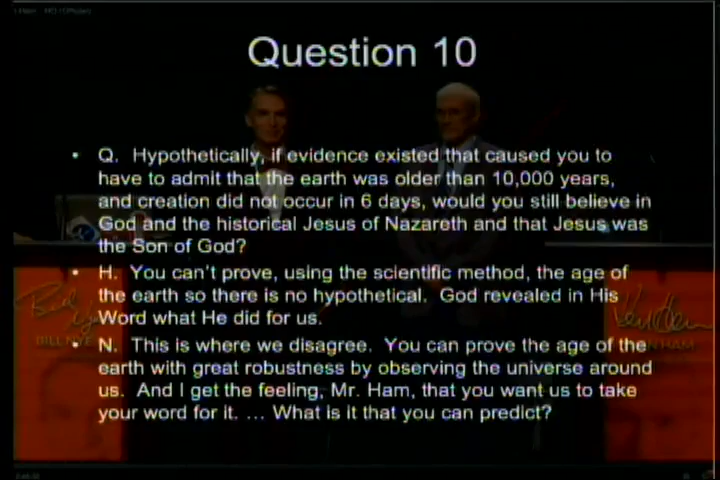 Question 10
• Q. Hypothetically, if evidence existed that caused you to
have to admit that the earth was older than 10,000 years,
and creation did not occur in 6 days, would you still believe in
God and the historical Jesus of Nazareth and that Jesus was
the Son of God?
• H. You can't prove, using the scientific method, the age of
the earth so there is no hypothetical. God revealed in His
Word what He did for us.
• N. This is where we disagree. You can prove the age of the
earth with great robustness by observing the universe around
us. And I get the feeling, Mr. Ham, that you want us to take
your word for it. … What is it that you can predict?
BILL NYE
HAM